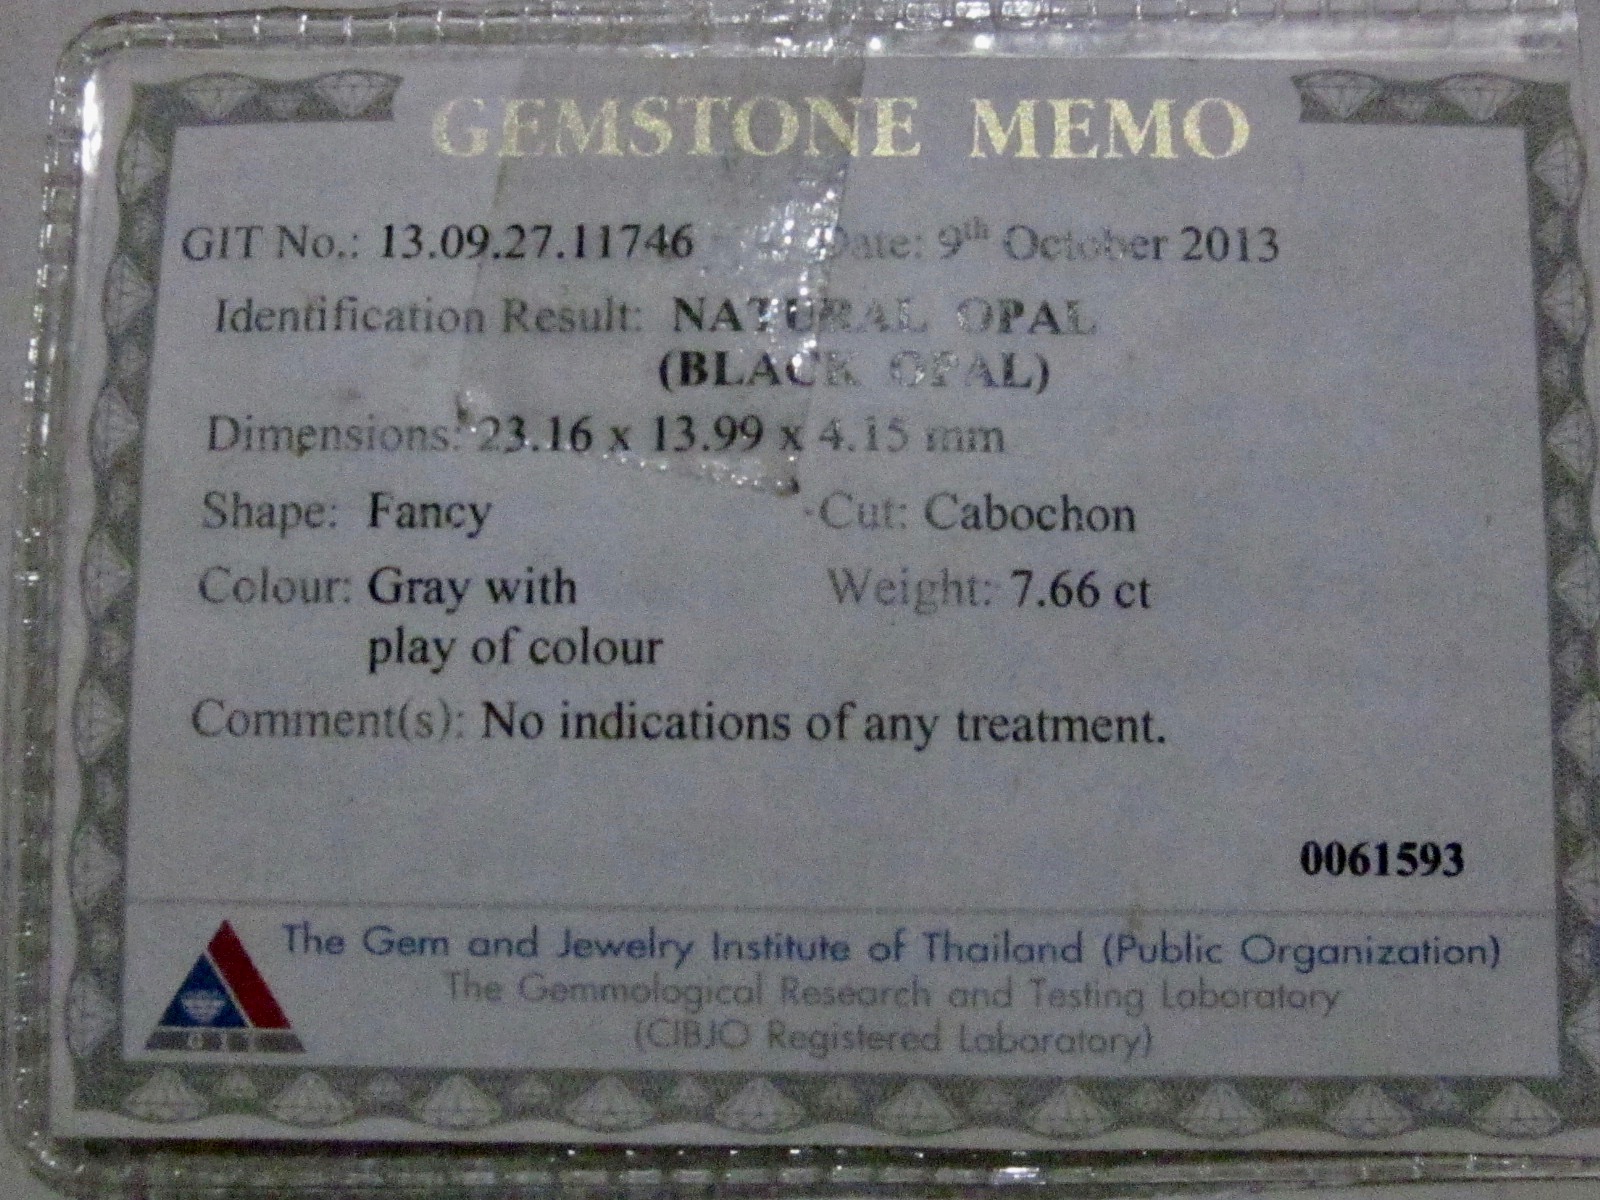 GEMSTONE MEMO
GIT No.: 13.09.27.11746 Date: 9th October 2013
Identification Result: NATURAL OPAL
(BLACK OPAL)
Dimensions: 23.16 x 13.99 x 4.15 mm
Shape: Fancy Cut: Cabochon
Colour: Gray with Weight: 7.66 ct
play of colour
Comment(s): No indications of any treatment.
0061593
The Gem and Jewelry Institute of Thailand (Public Organization)
The Gemmological Research and Testing Laboratory
(CIBJO Registered Laboratory)
GIT